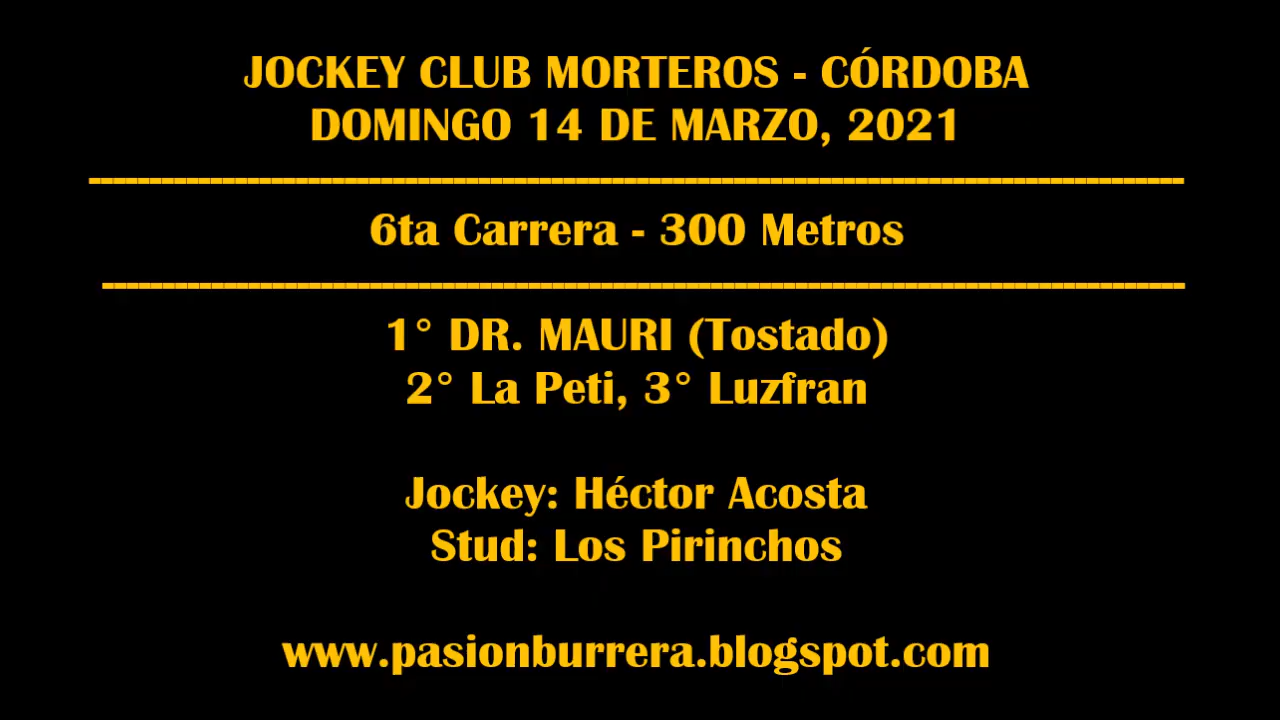 JOCKEY CLUB MORTEROS - CÓRDOBA
DOMINGO 14 DE MARZO, 2021
6ta Carrera - 300 Metros
1° DR. MAURI (Tostado)
2° La Peti, 3° Luzfran
Jockey: Héctor Acosta
Stud: Los Pirinchos
www.pasionburrera.blogspot.com